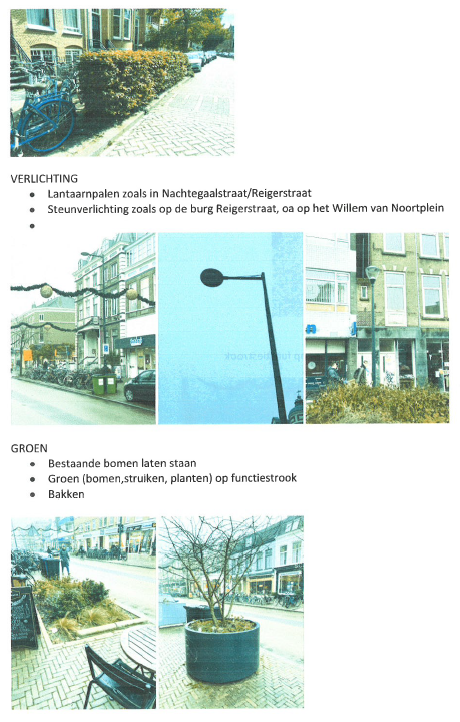 VERLICHTING
• Lantaarnpalen zoals in Nachtegaalstraat/Reigerstraat
• Steunverlichting zoals op de burg Reigerstraat, oa op het Willem van Noortplein
•
GROEN
• Bestaande bomen laten staan
• Groen (bomen,struiken, planten) op functiestrook
• Bakken